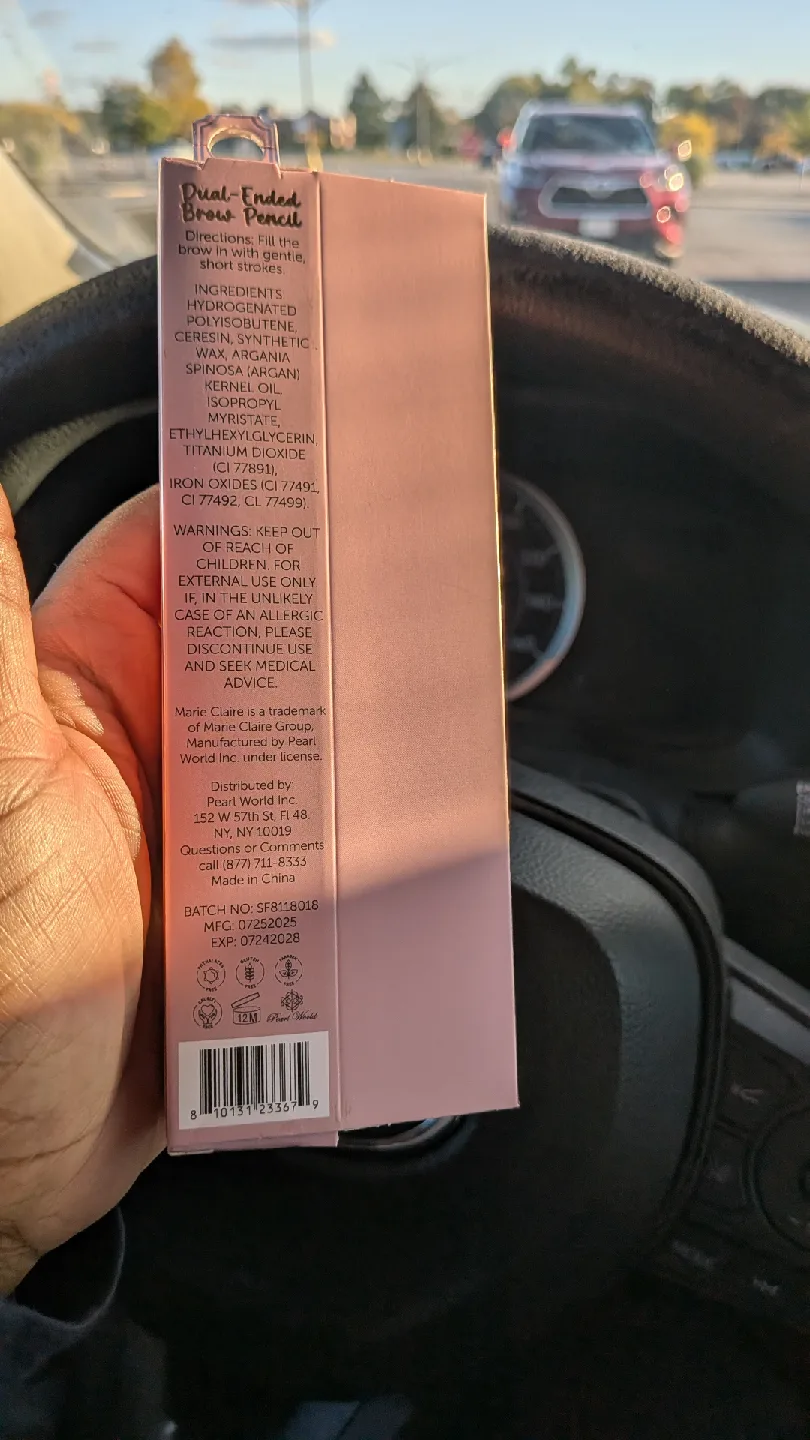 Dual-Ended
Brow Pencil
Directions: Fill the
brow in with gentle,
short strokes.
INGREDIENTS
HYDROGENATED
POLYISOBUTENE,
CERESIN, SYNTHETIC
WAX, ARGANIA
SPINOSA (ARGAN)
KERNEL OIL,
ISOPROPYL
MYRISTATE,
ETHYLHEXYLGLYCERIN,
TITANIUM DIOXIDE
(CI 77891),
IRON OXIDES (CI 77491,
CI 77492, CI 77499)
WARNINGS: KEEP OUT
OF REACH OF
CHILDREN. FOR
EXTERNAL USE ONLY
IF, IN THE UNLIKELY
CASE OF AN ALLERGIC
REACTION, PLEASE
DISCONTINUE USE
AND SEEK MEDICAL
ADVICE.
Marie Claire is a trademark
of Marie Claire Group,
Manufactured by Pearl
World Inc. under license.
Distributed by:
Pearl World Inc.
152 W 57th St, Fl 48,
NY, NY 10019
Questions or Comments
call (877) 711-8333
Made in China
BATCH NO: SF8118018
MFG: 07252025
EXP: 07242028
12M Pearl World
8 10131 23367 9